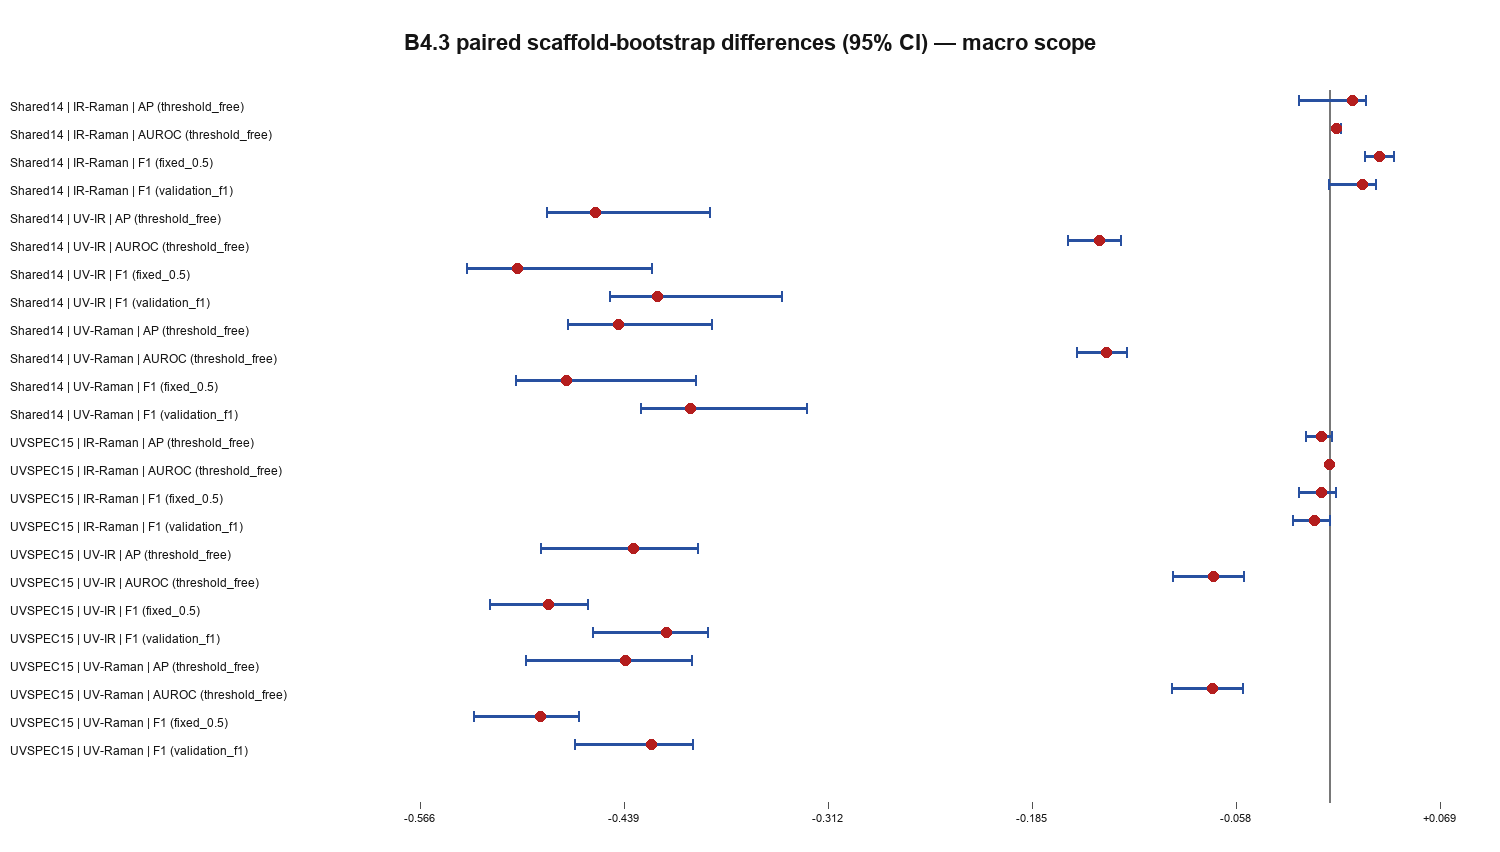 B4.3 paired scaffold-bootstrap differences (95% CI) — macro scope
Shared14 | IR-Raman | AP (threshold_free)
Shared14 | IR-Raman | AUROC (threshold_free)
Shared14 | IR-Raman | F1 (fixed_0.5)
Shared14 | IR-Raman | F1 (validation_f1)
Shared14 | UV-IR | AP (threshold_free)
Shared14 | UV-IR | AUROC (threshold_free)
Shared14 | UV-IR | F1 (fixed_0.5)
Shared14 | UV-IR | F1 (validation_f1)
Shared14 | UV-Raman | AP (threshold_free)
Shared14 | UV-Raman | AUROC (threshold_free)
Shared14 | UV-Raman | F1 (fixed_0.5)
Shared14 | UV-Raman | F1 (validation_f1)
UVSPEC15 | IR-Raman | AP (threshold_free)
UVSPEC15 | IR-Raman | AUROC (threshold_free)
UVSPEC15 | IR-Raman | F1 (fixed_0.5)
UVSPEC15 | IR-Raman | F1 (validation_f1)
UVSPEC15 | UV-IR | AP (threshold_free)
UVSPEC15 | UV-IR | AUROC (threshold_free)
UVSPEC15 | UV-IR | F1 (fixed_0.5)
UVSPEC15 | UV-IR | F1 (validation_f1)
UVSPEC15 | UV-Raman | AP (threshold_free)
UVSPEC15 | UV-Raman | AUROC (threshold_free)
UVSPEC15 | UV-Raman | F1 (fixed_0.5)
UVSPEC15 | UV-Raman | F1 (validation_f1)
-0.566 -0.439 -0.312 -0.185 -0.058 +0.069